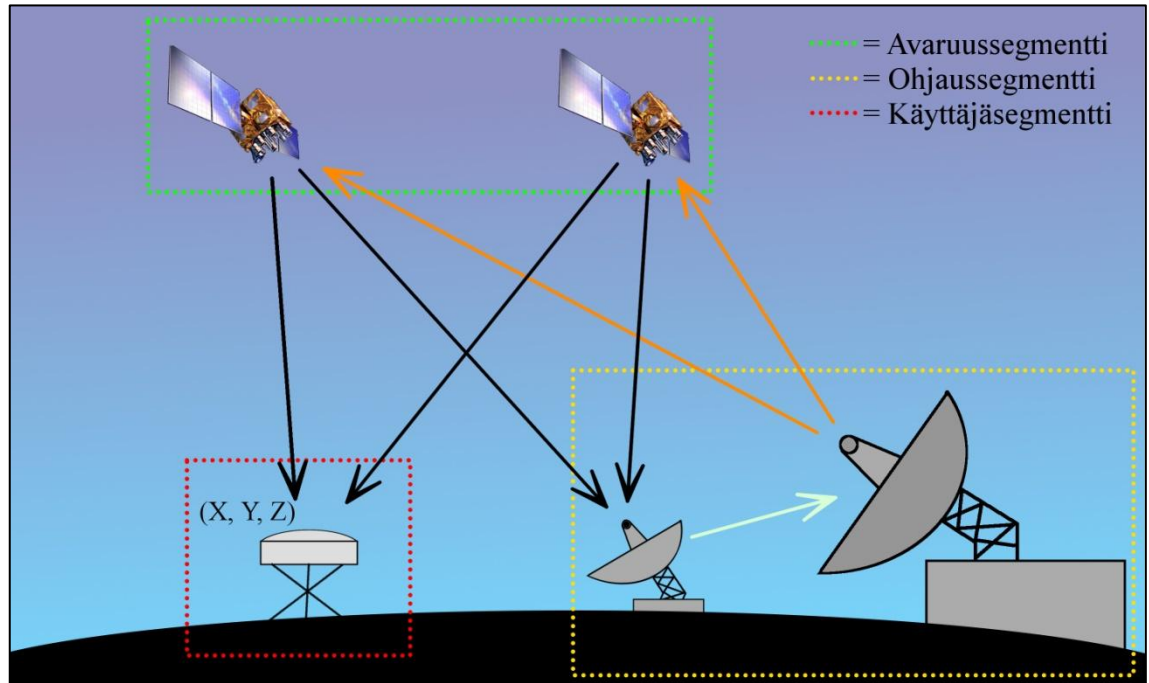 = Avaruussegmentti
= Ohjaussegmentti
= Käyttäjäsegmentti
(X, Y, Z)